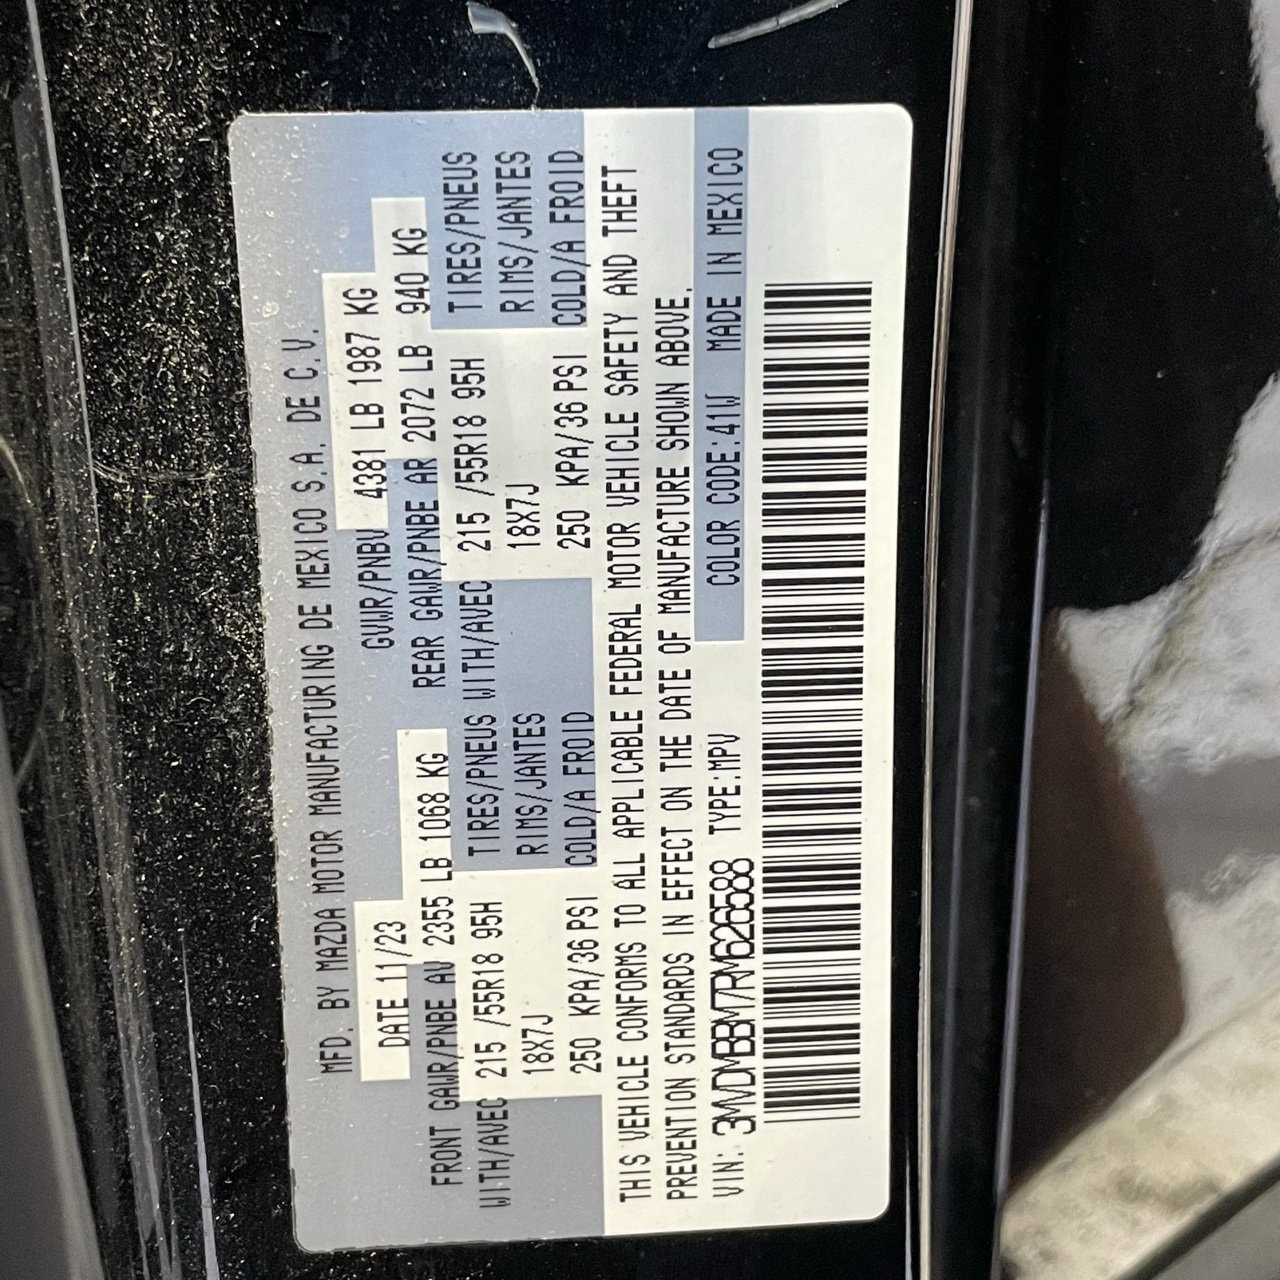 MFD. BY MAZDA MOTOR MANUFACTURING DE MEXICO S.A. DE C.V.
DATE 11/23 GVWR/PNBV 4381 LB 1987 KG
FRONT GAWR/PNBE AV 2355 LB 1068 KG REAR GAWR/PNBE AR 2072 LB 940 KG
WITH/AVEC 215 /55R18 95H TIRES/PNEUS WITH/AVEC 215 /55R18 95H TIRES/PNEUS
18X7J RIMS/JANTES 18X7J RIMS/JANTES
250 KPA/36 PSI COLD/A FROID 250 KPA/36 PSI COLD/A FROID
THIS VEHICLE CONFORMS TO ALL APPLICABLE FEDERAL MOTOR VEHICLE SAFETY AND THEFT
PREVENTION STANDARDS IN EFFECT ON THE DATE OF MANUFACTURE SHOWN ABOVE.
VIN: 3MVDMBBM7RM626588 TYPE:MPV COLOR CODE:41W MADE IN MEXICO